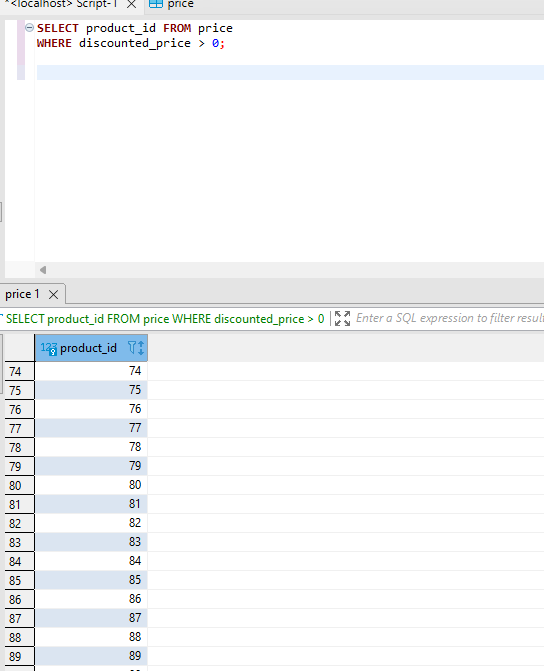 *<localhost> Script-1 price
SELECT product_id FROM price
WHERE discounted_price > 0;
price 1
SELECT product_id FROM price WHERE discounted_price > 0 Enter a SQL expression to filter result
123 product_id
74 74
75 75
76 76
77 77
78 78
79 79
80 80
81 81
82 82
83 83
84 84
85 85
86 86
87 87
88 88
89 89